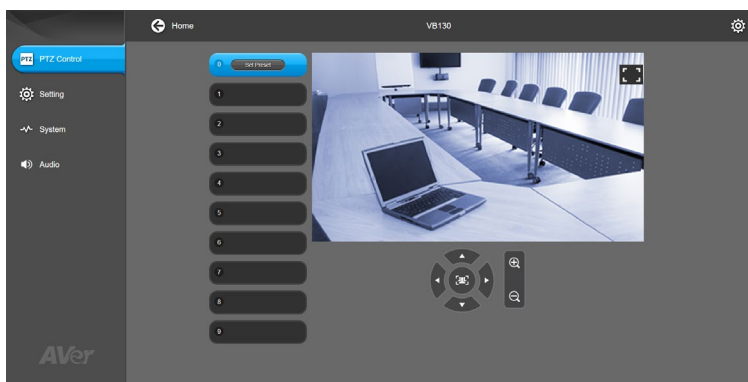 Home
VB130
PTZ PTZ Control
Setting
System
Audio
0 Set Preset
1
2
3
4
5
6
7
8
9
AVer